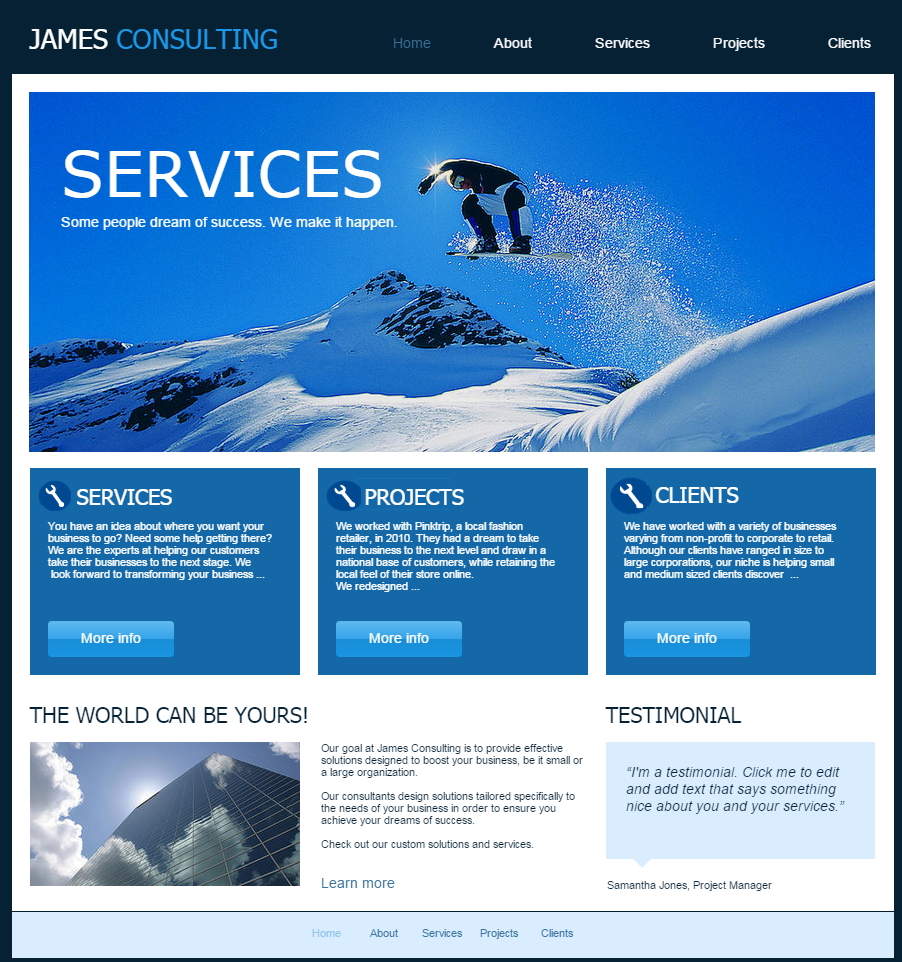 JAMES CONSULTING
Home About Services Projects Clients
SERVICES
Some people dream of success. We make it happen.
SERVICES
You have an idea about where you want your
business to go? Need some help getting there?
We are the experts at helping our customers
take their businesses to the next stage. We
look forward to transforming your business ...
More info
PROJECTS
We worked with Pinktrip, a local fashion
retailer, in 2010. They had a dream to take
their business to the next level and draw in a
national base of customers, while retaining the
local feel of their store online.
We redesigned ...
More info
CLIENTS
We have worked with a variety of businesses
varying from non-profit to corporate to retail.
Although our clients have ranged in size to
large corporations, our niche is helping small
and medium sized clients discover ...
More info
THE WORLD CAN BE YOURS!
Our goal at James Consulting is to provide effective
solutions designed to boost your business, be it small or
a large organization.
Our consultants design solutions tailored specifically to
the needs of your business in order to ensure you
achieve your dreams of success.
Check out our custom solutions and services.
Learn more
TESTIMONIAL
“I'm a testimonial. Click me to edit
and add text that says something
nice about you and your services.”
Samantha Jones, Project Manager
Home About Services Projects Clients